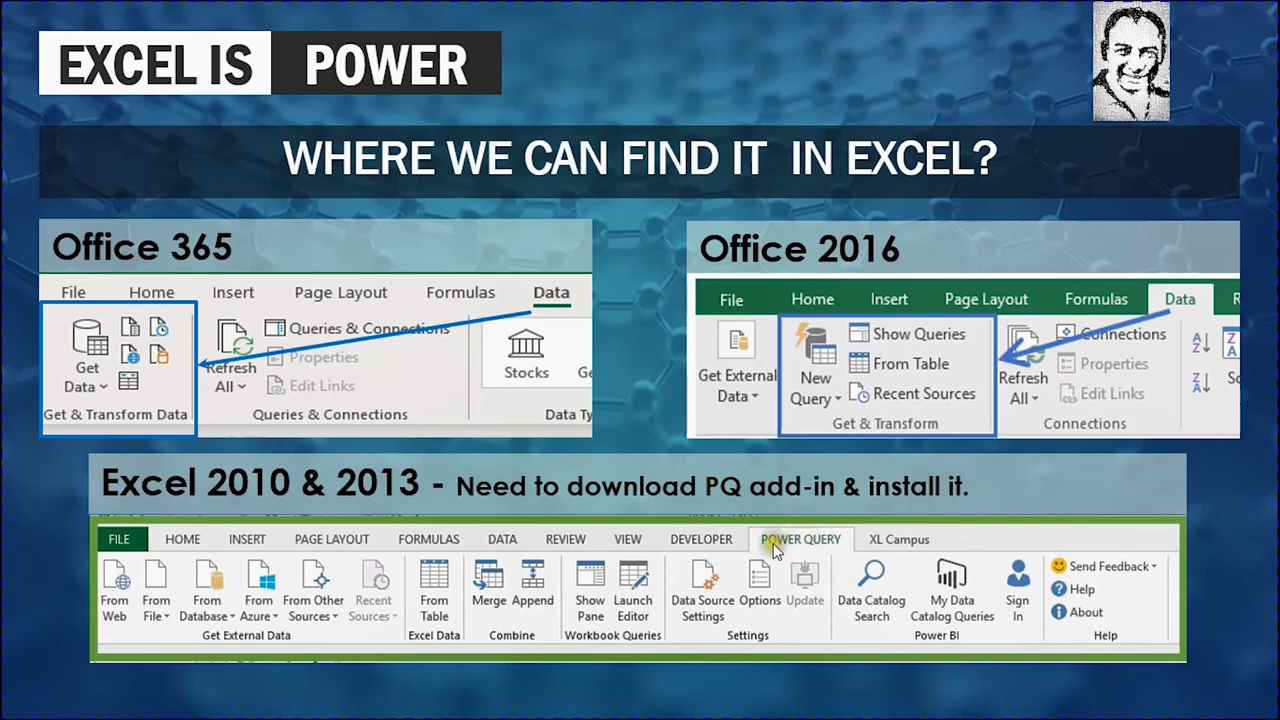 EXCEL IS POWER
WHERE WE CAN FIND IT IN EXCEL?
Office 365
File Home Insert Page Layout Formulas Data
Get Data
Refresh All
Queries & Connections
Properties
Edit Links
Stocks
Get & Transform Data
Queries & Connections
Data Ty
Office 2016
File Home Insert Page Layout Formulas Data R
Get External Data
New Query
Show Queries
From Table
Recent Sources
Refresh All
Connections
Properties
Edit Links
Get & Transform
Connections
Excel 2010 & 2013 - Need to download PQ add-in & install it.
FILE HOME INSERT PAGE LAYOUT FORMULAS DATA REVIEW VIEW DEVELOPER POWER QUERY XL Campus
From Web
From File
From Database
From Azure
From Other Sources
Recent Sources
From Table
Merge
Append
Show Pane
Launch Editor
Data Source Settings
Options
Update
Data Catalog Search
My Data Catalog Queries
Sign In
Send Feedback
Help
About
Get External Data
Excel Data
Combine
Workbook Queries
Settings
Power BI
Help